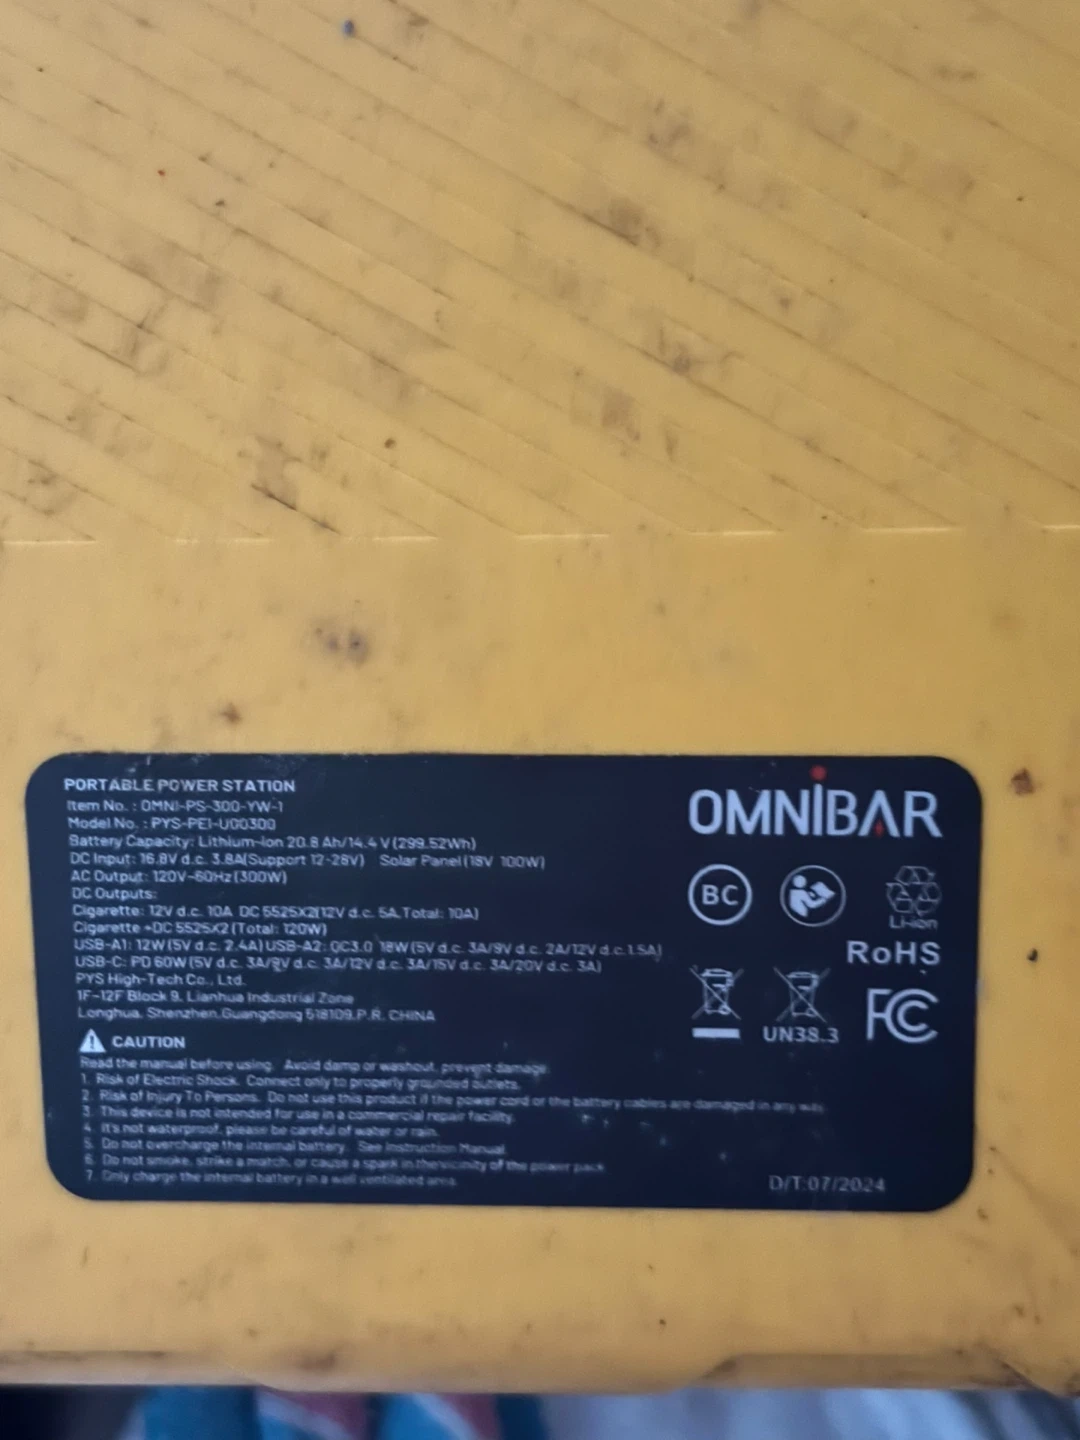 PORTABLE POWER STATION
Item No. : OMNI-PS-300-YW-1
Model No. : PYS-PE1-UG0300
Battery Capacity: Lithium-ion 20.8 Ah/14.4 V (299.52Wh)
DC Input: 16.8V d.c. 3.8A(Support 12-28V) Solar Panel(18V 100W)
AC Output: 120V~60Hz(300W)
DC Outputs:
Cigarette: 12V d.c. 10A DC 5525X2(12V d.c. 5A,Total: 10A)
Cigarette +DC 5525X2 (Total: 120W)
USB-A1: 12W(5V d.c. 2.4A) USB-A2: QC3.0 18W(5V d.c. 3A/9V d.c. 2A/12V d.c.1.5A)
USB-C: PD 60W(5V d.c. 3A/9V d.c. 3A/12V d.c. 3A/15V d.c. 3A/20V d.c. 3A)
PYS High-Tech Co., Ltd.
1F-12F Block 9, Lianhua Industrial Zone
Longhua, Shenzhen,Guangdong 518109,P.R. CHINA
CAUTION
Read the manual before using. Avoid damp or washout, prevent damage.
1. Risk of Electric Shock. Connect only to properly grounded outlets.
2. Risk of Injury To Persons. Do not use this product if the power cord or the battery cables are damaged in any way.
3. This device is not intended for use in a commercial repair facility.
4. It's not waterproof, please be careful of water or rain.
5. Do not overcharge the internal battery. See Instruction Manual.
6. Do not smoke, strike a match, or cause a spark in the vicinity of the power pack
7. Only charge the internal battery in a well ventilated area.
OMNIBAR
BC
Li-ion
RoHS
UN38.3
FC
D/T:07/2024